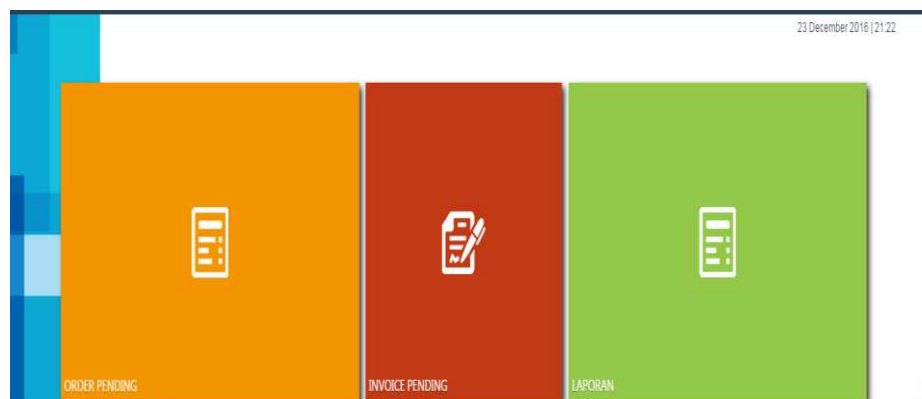 23 December 2016 | 21:22
ORDER PENDING
INVOICE PENDING
LAPORAN